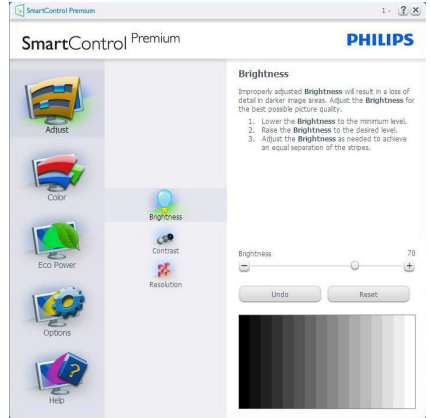 SmartControl Premium
1 - ? X
SmartControl Premium
PHILIPS
Adjust
Color
Eco Power
Options
Help
Brightness
Contrast
Resolution
Brightness
Improperly adjusted Brightness will result in a loss of
detail in darker image areas. Adjust the Brightness for
the best possible picture quality.
1. Lower the Brightness to the minimum level.
2. Raise the Brightness to the desired level.
3. Adjust the Brightness as needed to achieve
an equal separation of the stripes.
Brightness 70
Undo Reset